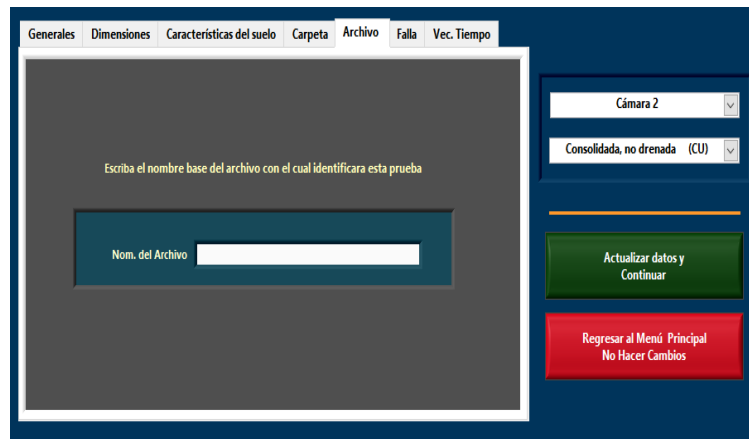 Generales Dimensiones Características del suelo Carpeta Archivo Falla Vec. Tiempo
Cámara 2
Consolidada, no drenada (CU)
Escriba el nombre base del archivo con el cual identificara esta prueba
Nom. del Archivo
Actualizar datos y
Continuar
Regresar al Menú Principal
No Hacer Cambios